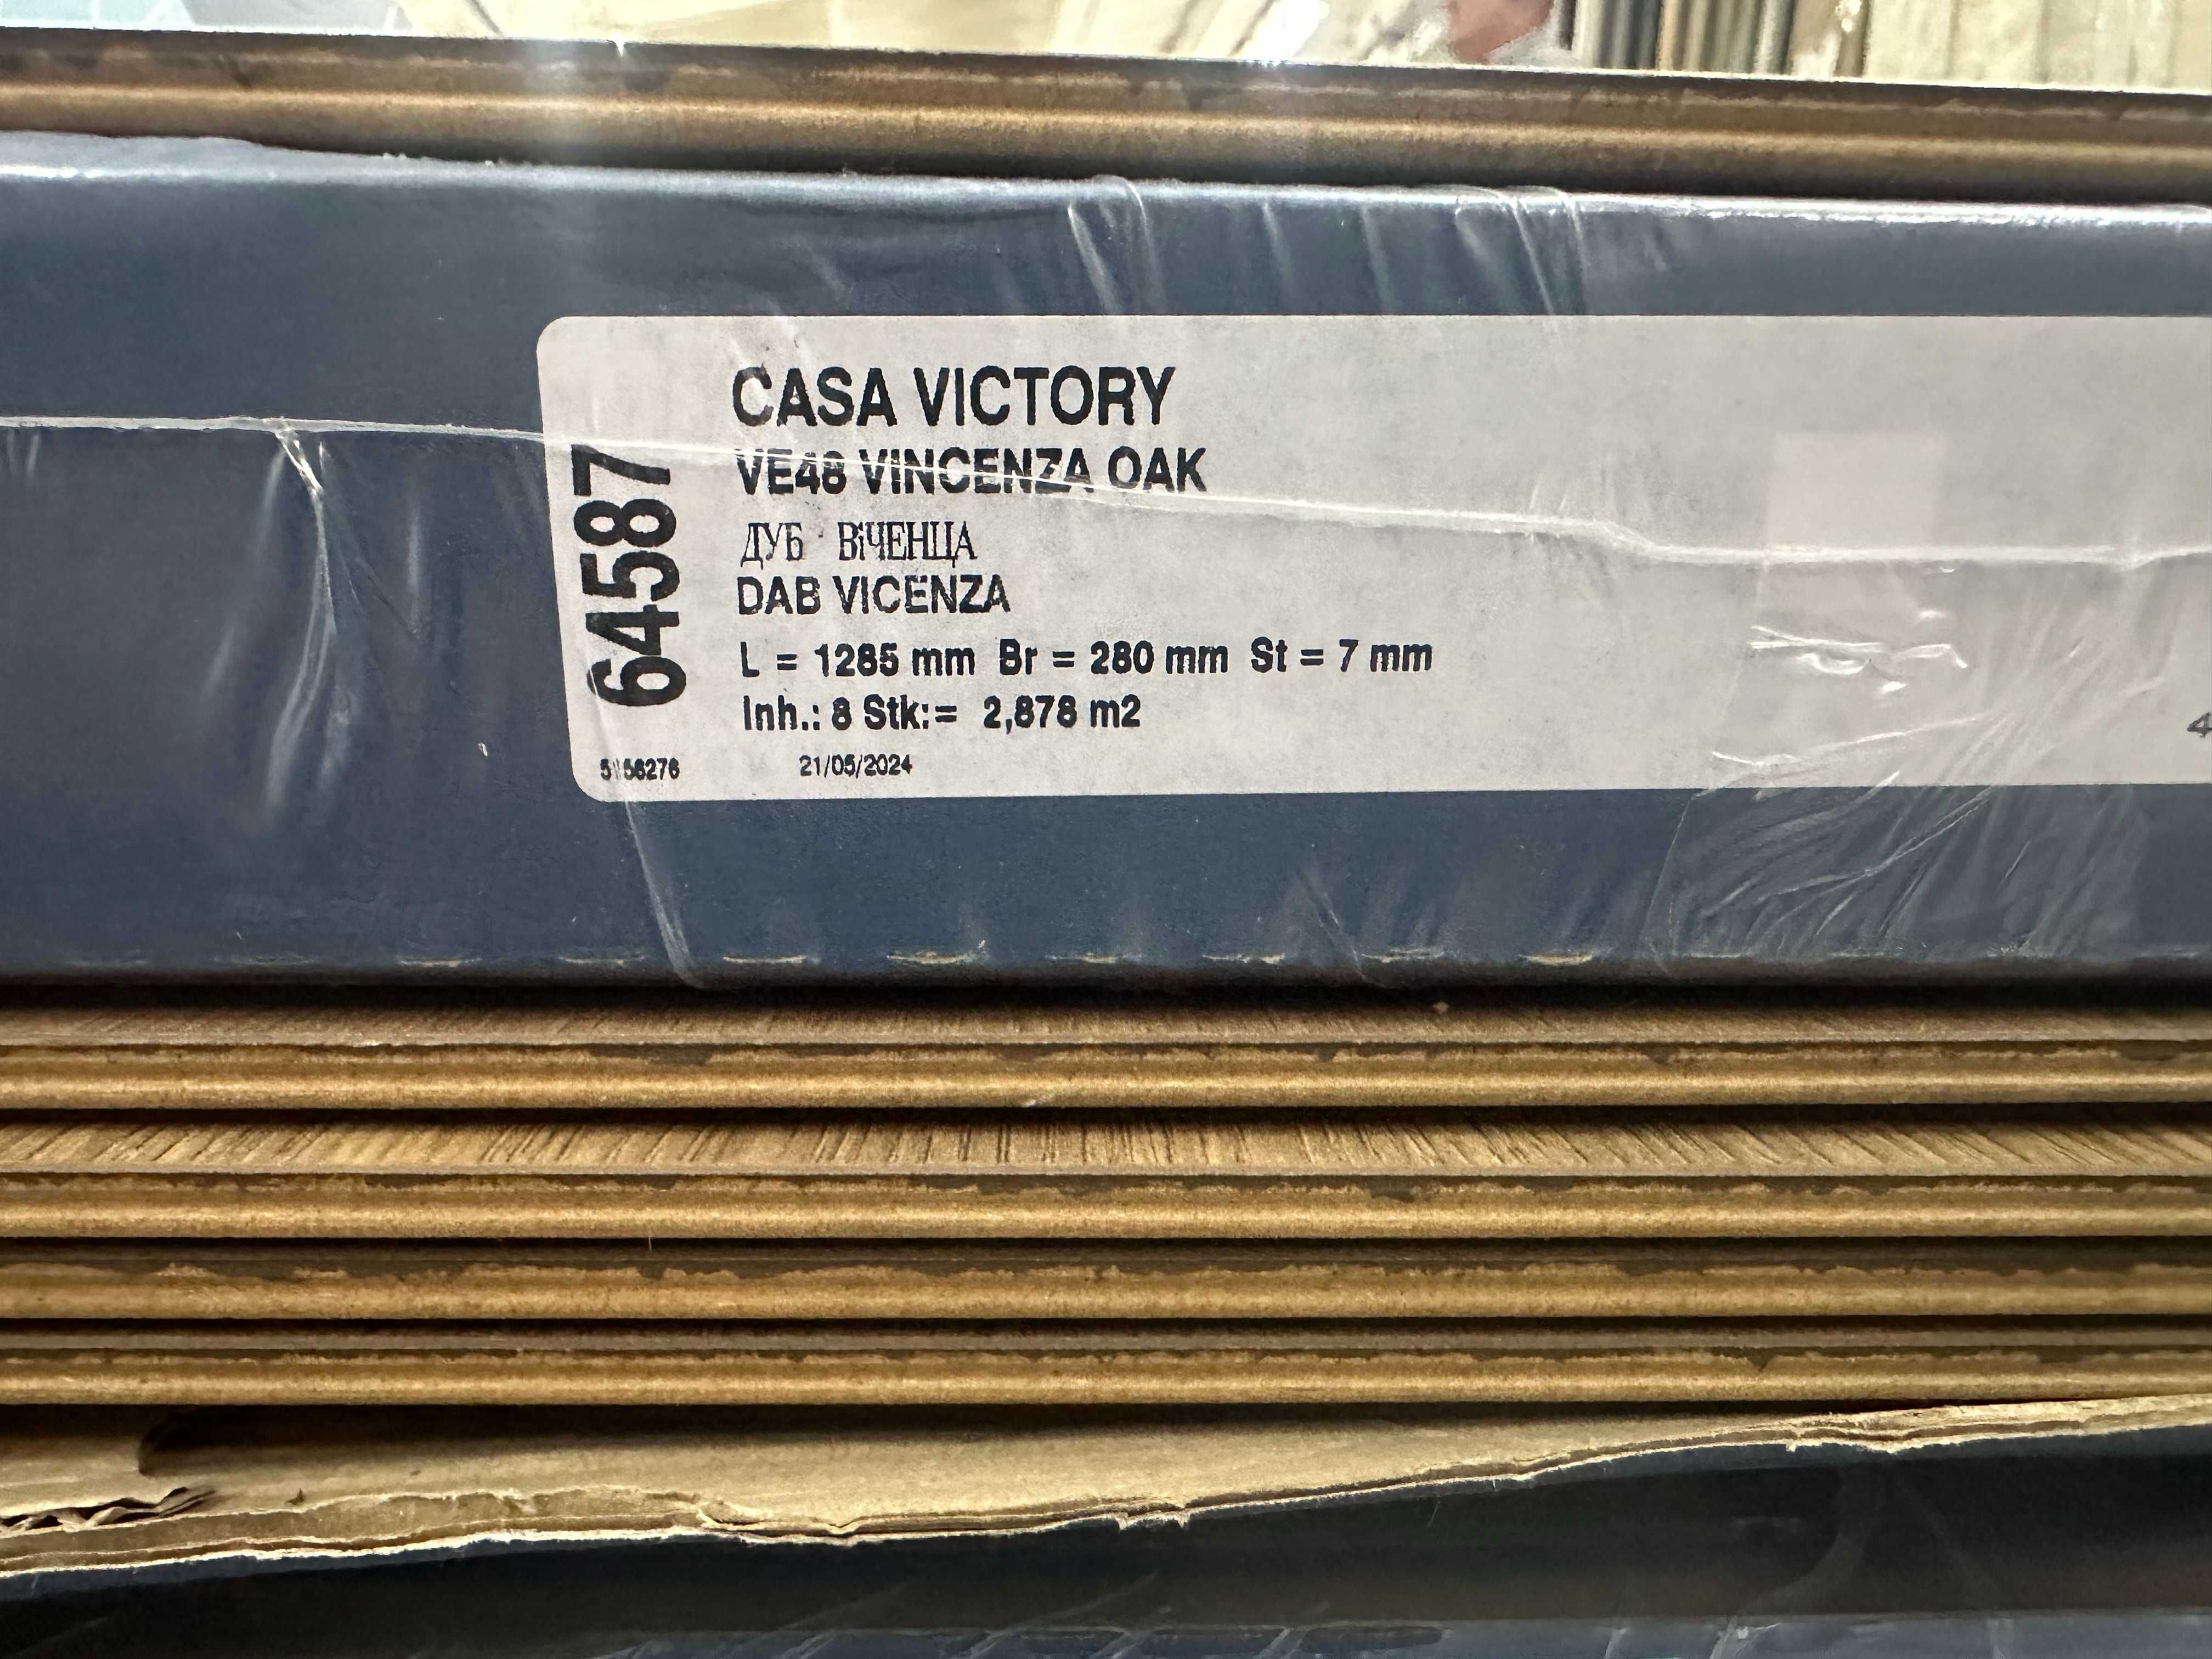 CASA VICTORY
VE48 VINCENZA OAK
ДУБ ВіЧЕНЦА
DAB VICENZA
L = 1285 mm Br = 280 mm St = 7 mm
Inh.: 8 Stk:= 2,878 m2
21/05/2024
64587